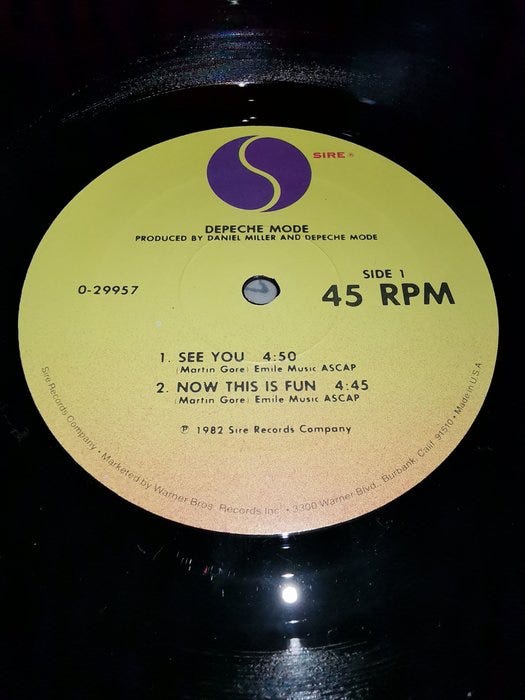 SIRE ®
DEPECHE MODE
PRODUCED BY DANIEL MILLER AND DEPECHE MODE
0-29957
SIDE 1
45 RPM
1. SEE YOU 4:50
(Martin Gore) Emile Music ASCAP
2. NOW THIS IS FUN 4:45
(Martin Gore) Emile Music ASCAP
℗ 1982 Sire Records Company
Sire Records Company • Marketed by Warner Bros. Records Inc. • 3300 Warner Blvd., Burbank, Calif. 91510 • Made in U.S.A